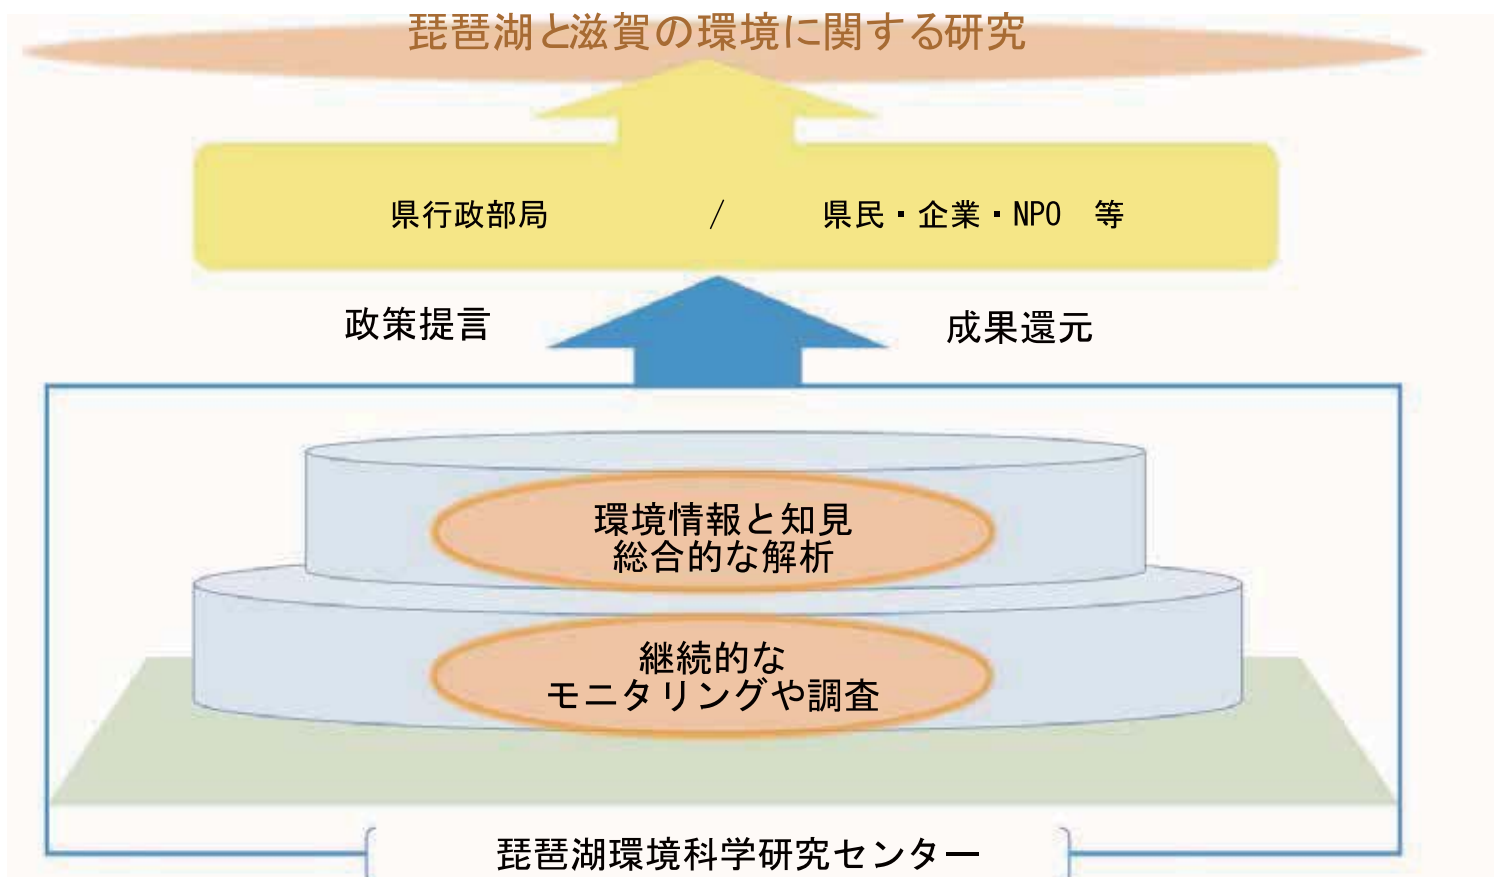 琵琶湖と滋賀の環境に関する研究
県行政部局 / 県民・企業・NPO 等
政策提言 成果還元
環境情報と知見
総合的な解析
継続的な
モニタリングや調査
琵琶湖環境科学研究センター